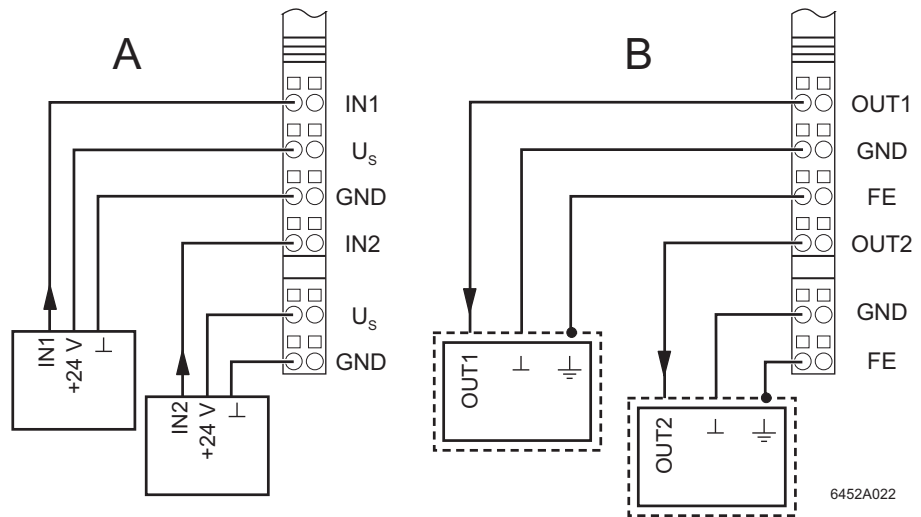 A
IN1
U_S
GND
IN2
U_S
GND
IN1
+24 V
IN2
+24 V
B
OUT1
GND
FE
OUT2
GND
FE
OUT1
OUT2
6452A022